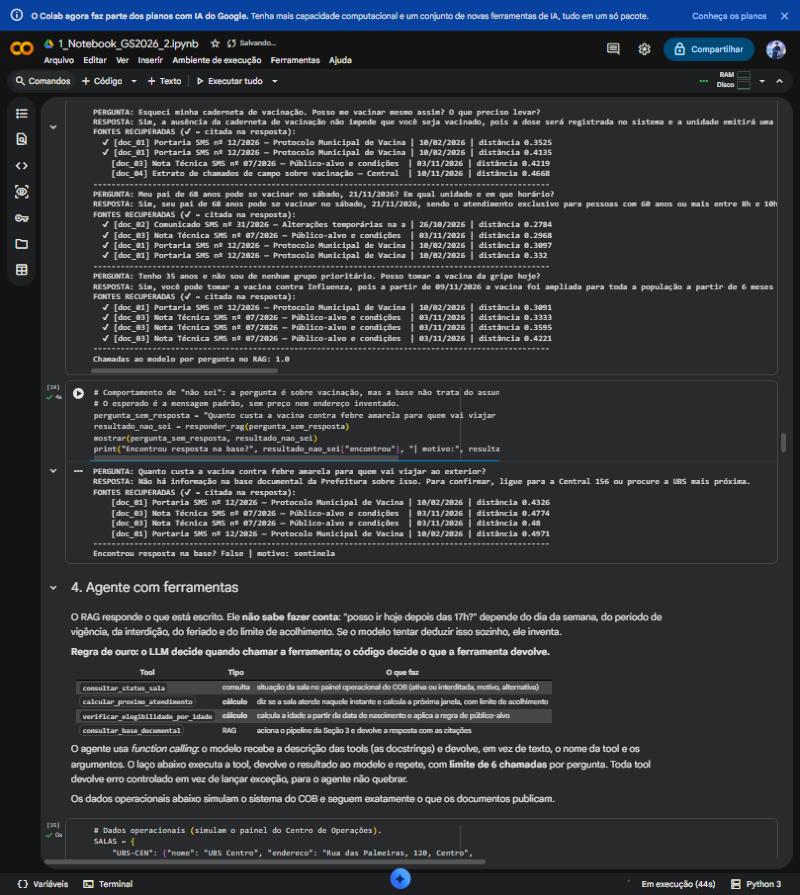 O Colab agora faz parte dos planos com IA do Google. Tenha mais capacidade computacional e um conjunto de novas ferramentas de IA, tudo em um só pacote.
Conheça os planos
1_Notebook_GS2026_2.ipynb
Salvando...
Arquivo Editar Ver Inserir Ambiente de execução Ferramentas Ajuda
Compartilhar
Comandos + Código + Texto Executar tudo
RAM
Disco
PERGUNTA: Esqueci minha caderneta de vacinação. Posso me vacinar mesmo assim? O que preciso levar?
RESPOSTA: Sim, a ausência da caderneta de vacinação não impede que você seja vacinado, pois a dose será registrada no sistema e a unidade emitirá uma
FONTES RECUPERADAS (✓ = citada na resposta):
✓ [doc_01] Portaria SMS nº 12/2026 — Protocolo Municipal de Vacina | 10/02/2026 | distância 0.3525
✓ [doc_01] Portaria SMS nº 12/2026 — Protocolo Municipal de Vacina | 10/02/2026 | distância 0.4135
[doc_03] Nota Técnica SMS nº 07/2026 — Público-alvo e condições | 03/11/2026 | distância 0.4219
[doc_04] Extrato de chamados de campo sobre vacinação — Central | 10/11/2026 | distância 0.4668
PERGUNTA: Meu pai de 68 anos pode se vacinar no sábado, 21/11/2026? Em qual unidade e em que horário?
RESPOSTA: Sim, seu pai de 68 anos pode se vacinar no sábado, 21/11/2026, sendo o atendimento exclusivo para pessoas com 60 anos ou mais entre 8h e 10h
FONTES RECUPERADAS (✓ = citada na resposta):
✓ [doc_02] Comunicado SMS nº 31/2026 — Alterações temporárias na a | 26/10/2026 | distância 0.2784
✓ [doc_03] Nota Técnica SMS nº 07/2026 — Público-alvo e condições | 03/11/2026 | distância 0.2968
✓ [doc_01] Portaria SMS nº 12/2026 — Protocolo Municipal de Vacina | 10/02/2026 | distância 0.3097
✓ [doc_01] Portaria SMS nº 12/2026 — Protocolo Municipal de Vacina | 10/02/2026 | distância 0.332
PERGUNTA: Tenho 35 anos e não sou de nenhum grupo prioritário. Posso tomar a vacina da gripe hoje?
RESPOSTA: Sim, você pode tomar a vacina contra Influenza, pois a partir de 09/11/2026 a vacina foi ampliada para toda a população a partir de 6 meses
FONTES RECUPERADAS (✓ = citada na resposta):
✓ [doc_01] Portaria SMS nº 12/2026 — Protocolo Municipal de Vacina | 10/02/2026 | distância 0.3091
✓ [doc_03] Nota Técnica SMS nº 07/2026 — Público-alvo e condições | 03/11/2026 | distância 0.3333
✓ [doc_03] Nota Técnica SMS nº 07/2026 — Público-alvo e condições | 03/11/2026 | distância 0.3595
✓ [doc_03] Nota Técnica SMS nº 07/2026 — Público-alvo e condições | 03/11/2026 | distância 0.4221
Chamadas ao modelo por pergunta no RAG: 1.0
[14]
4s
# Comportamento de "não sei": a pergunta é sobre vacinação, mas a base não trata do assun
# O esperado é a mensagem padrão, sem preço nem endereço inventado.
pergunta_sem_resposta = "Quanto custa a vacina contra febre amarela para quem vai viajar
resultado_nao_sei = responder_rag(pergunta_sem_resposta)
mostrar(pergunta_sem_resposta, resultado_nao_sei)
print("Encontrou resposta na base?", resultado_nao_sei["encontrou"], "| motivo:", resulta
PERGUNTA: Quanto custa a vacina contra febre amarela para quem vai viajar ao exterior?
RESPOSTA: Não há informação na base documental da Prefeitura sobre isso. Para confirmar, ligue para a Central 156 ou procure a UBS mais próxima.
FONTES RECUPERADAS (✓ = citada na resposta):
[doc_01] Portaria SMS nº 12/2026 — Protocolo Municipal de Vacina | 10/02/2026 | distância 0.4326
[doc_03] Nota Técnica SMS nº 07/2026 — Público-alvo e condições | 03/11/2026 | distância 0.4774
[doc_03] Nota Técnica SMS nº 07/2026 — Público-alvo e condições | 03/11/2026 | distância 0.48
[doc_01] Portaria SMS nº 12/2026 — Protocolo Municipal de Vacina | 10/02/2026 | distância 0.4971
Encontrou resposta na base? False | motivo: sentinela
4. Agente com ferramentas
O RAG responde o que está escrito. Ele não sabe fazer conta: "posso ir hoje depois das 17h?" depende do dia da semana, do período de
vigência, da interdição, do feriado e do limite de acolhimento. Se o modelo tentar deduzir isso sozinho, ele inventa.
Regra de ouro: o LLM decide quando chamar a ferramenta; o código decide o que a ferramenta devolve.
Tool Tipo O que faz
consultar_status_sala consulta situação da sala no painel operacional do COB (ativa ou interditada, motivo, alternativa)
calcular_proximo_atendimento cálculo diz se a sala atende naquele instante e calcula a próxima janela, com limite de acolhimento
verificar_elegibilidade_por_idade cálculo calcula a idade a partir da data de nascimento e aplica a regra de público-alvo
consultar_base_documental RAG aciona o pipeline da Seção 3 e devolve a resposta com as citações
O agente usa function calling: o modelo recebe a descrição das tools (as docstrings) e devolve, em vez de texto, o nome da tool e os
argumentos. O laço abaixo executa a tool, devolve o resultado ao modelo e repete, com limite de 6 chamadas por pergunta. Toda tool
devolve erro controlado em vez de lançar exceção, para o agente não quebrar.
Os dados operacionais abaixo simulam o sistema do COB e seguem exatamente o que os documentos publicam.
[15]
0s
# Dados operacionais (simulam o painel do Centro de Operações).
SALAS = {
"UBS-CEN": {"nome": "UBS Centro", "endereco": "Rua das Palmeiras, 120, Centro",
Variáveis Terminal
Em execução (44s) Python 3